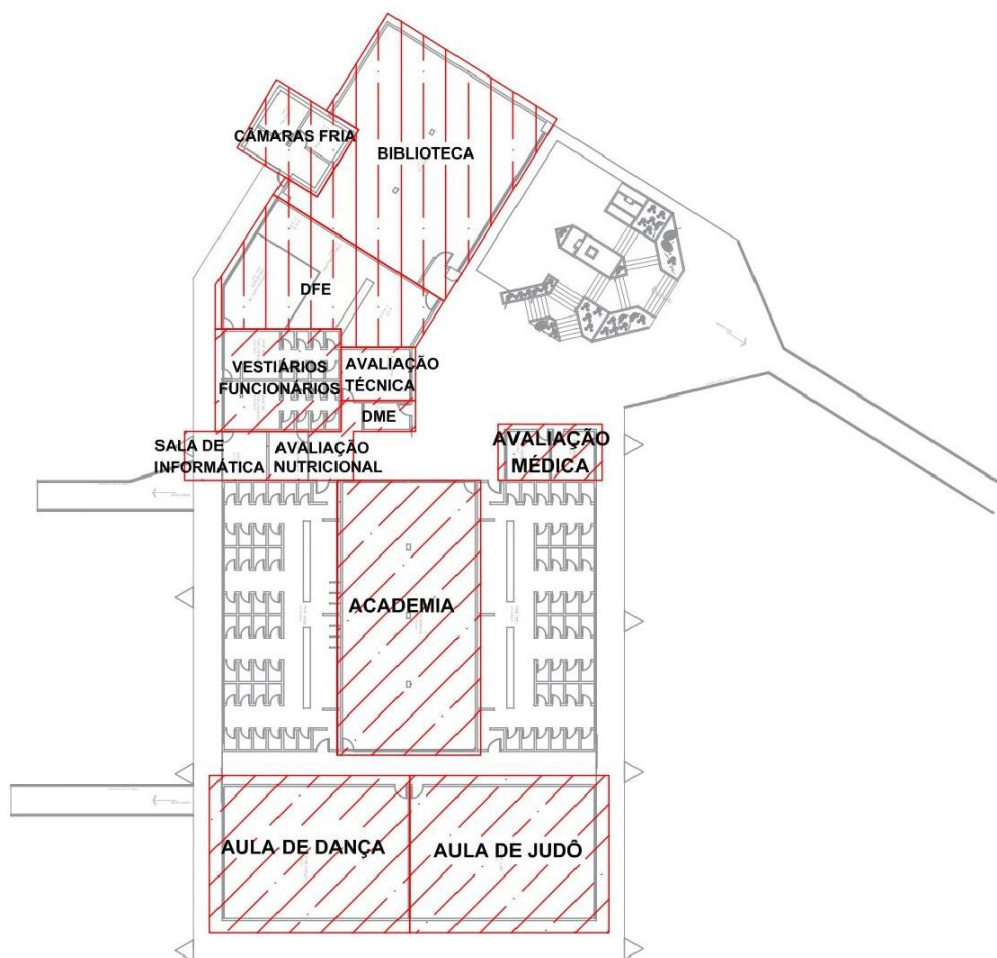 CÂMARAS FRIA
BIBLIOTECA
DFE
VESTIÁRIOS
FUNCIONÁRIOS
AVALIAÇÃO
TÉCNICA
DME
SALA DE
INFORMÁTICA
AVALIAÇÃO
NUTRICIONAL
AVALIAÇÃO
MÉDICA
ACADEMIA
AULA DE DANÇA
AULA DE JUDÔ